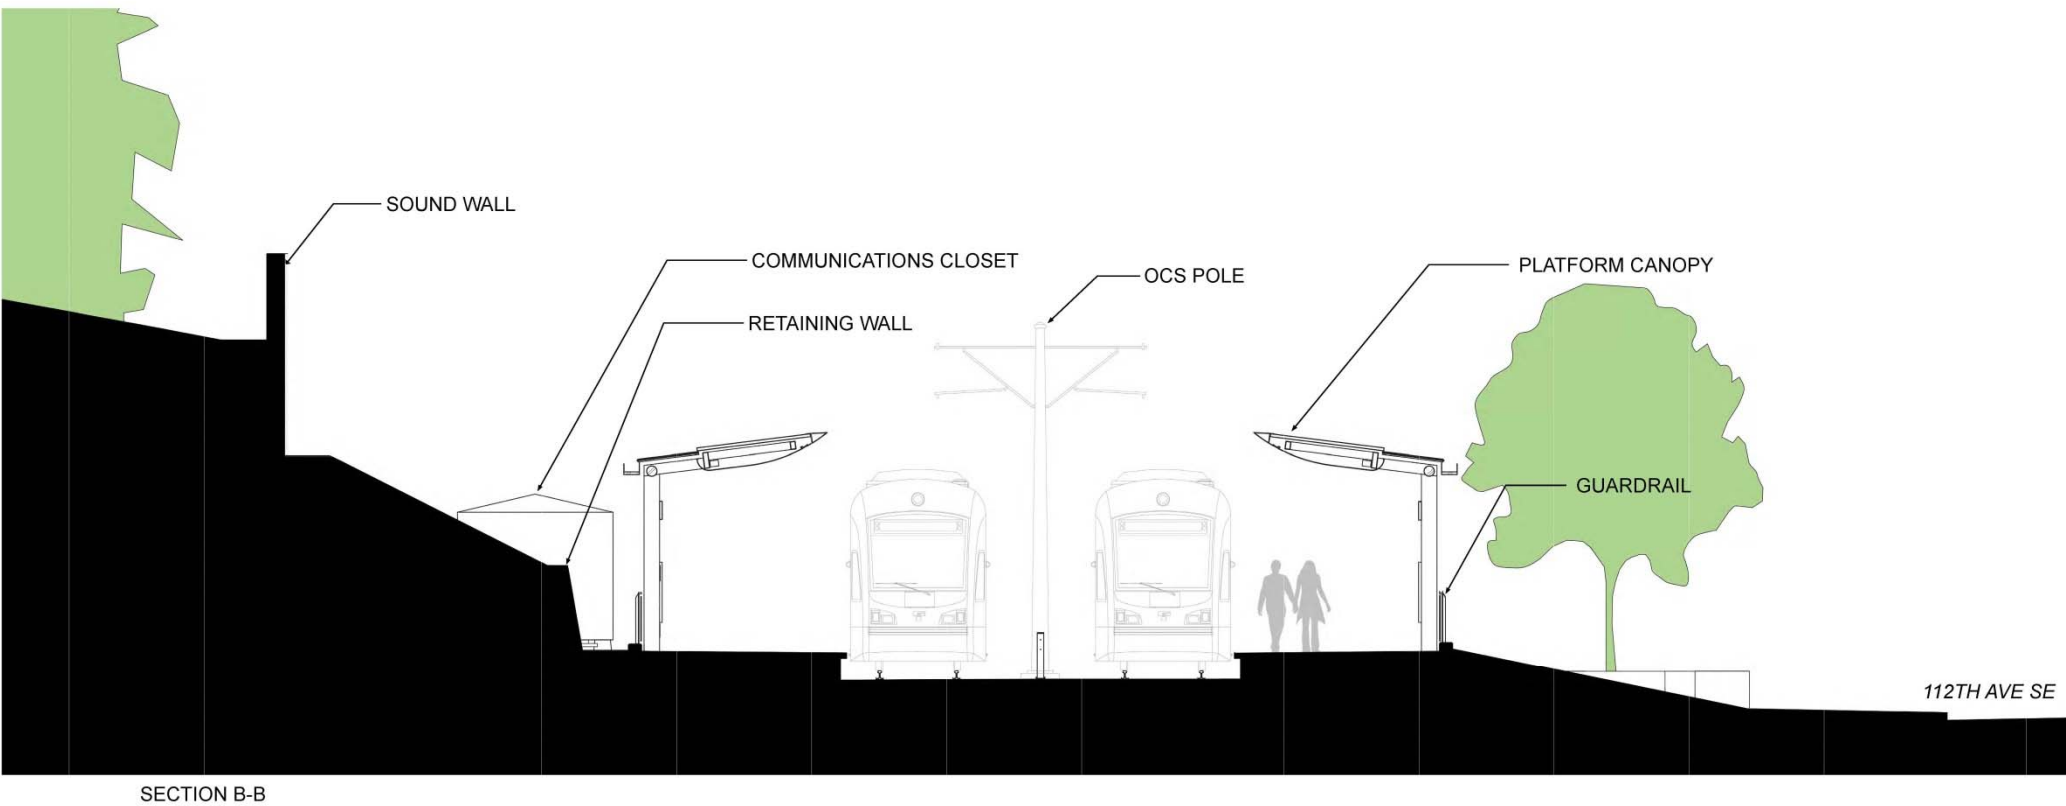 SOUND WALL
COMMUNICATIONS CLOSET
OCS POLE
PLATFORM CANOPY
RETAINING WALL
GUARDRAIL
112TH AVE SE
SECTION B-B